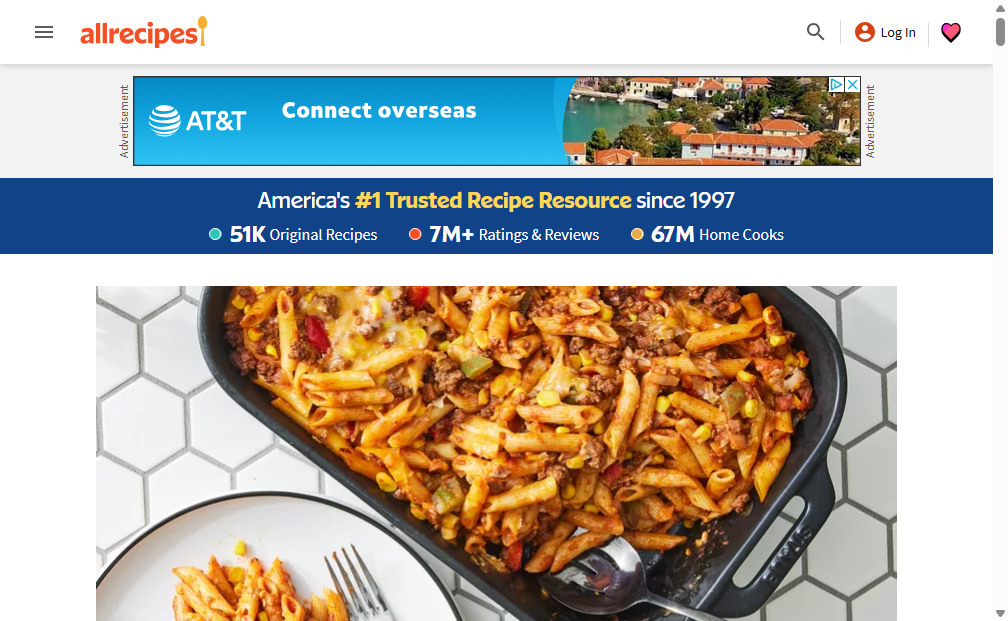 allrecipes
Log In
Advertisement
AT&T
Connect overseas
Advertisement
America's #1 Trusted Recipe Resource since 1997
51K Original Recipes
7M+ Ratings & Reviews
67M Home Cooks